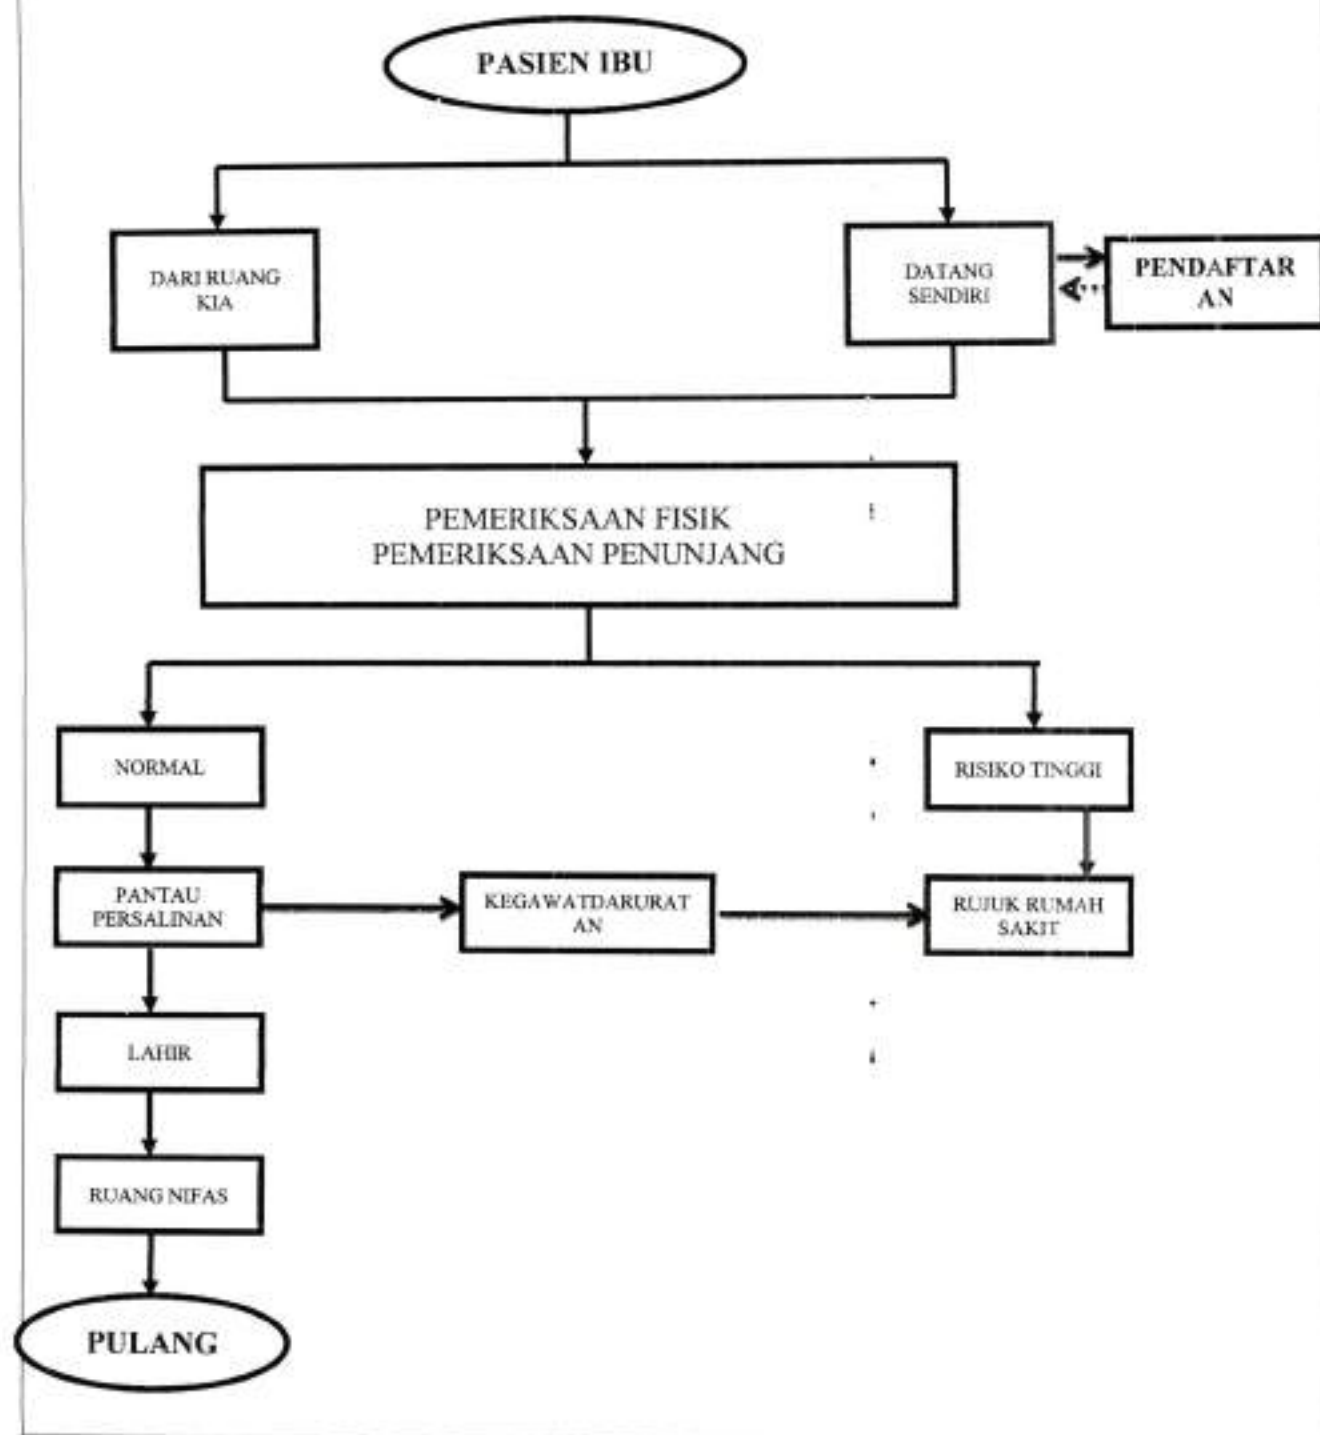 PASIEN IBU
DARI RUANG
KIA
DATANG
SENDIRI
PENDAFTAR
AN
PEMERIKSAAN FISIK
PEMERIKSAAN PENUNJANG
NORMAL
RISIKO TINGGI
PANTAU
PERSALINAN
KEGAWATDARURAT
AN
RUJUK RUMAH
SAKIT
LAHIR
RUANG NIFAS
PULANG